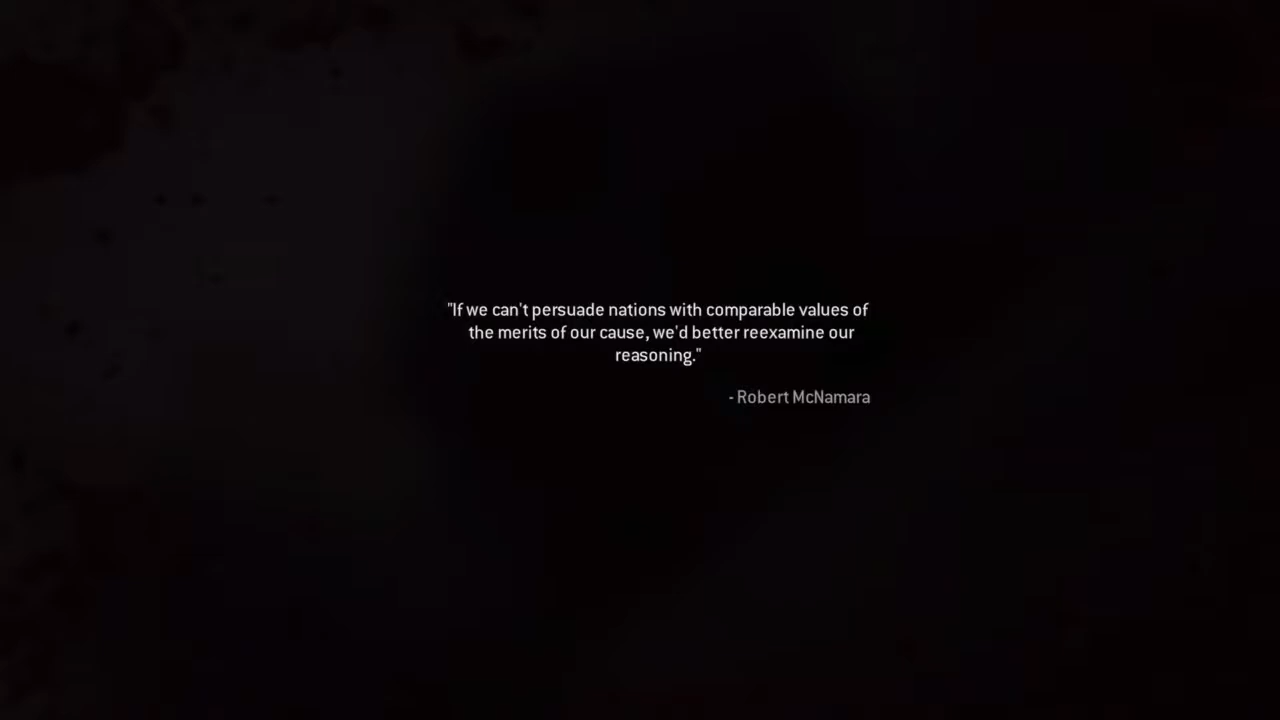 "If we can't persuade nations with comparable values of
the merits of our cause, we'd better reexamine our
reasoning."
- Robert McNamara